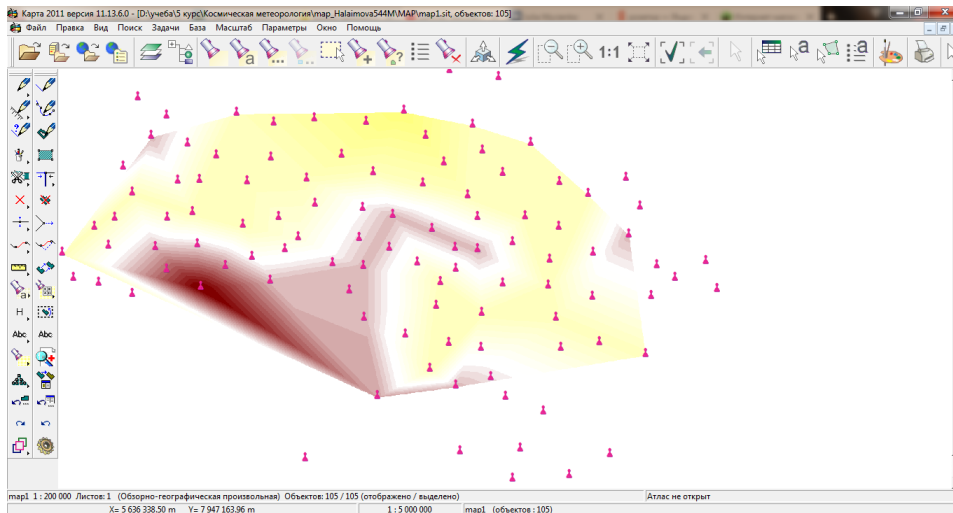 Карта 2011 версия 11.13.6.0 - [D:\учеба\5 курс\Космическая метеорология\map_Halaimova544M\MAP\map1.sit, объектов: 105]
Файл Правка Вид Поиск Задачи База Масштаб Параметры Окно Помощь
a 1:1 a a
a
H
Abc Abc
map1 1 : 200 000 Листов: 1 (Обзорно-географическая произвольная) Объектов: 105 / 105 (отображено / выделено) Атлас не открыт
X= 5 636 338.50 m Y= 7 947 163.96 m 1 : 5 000 000 map1 (объектов : 105)